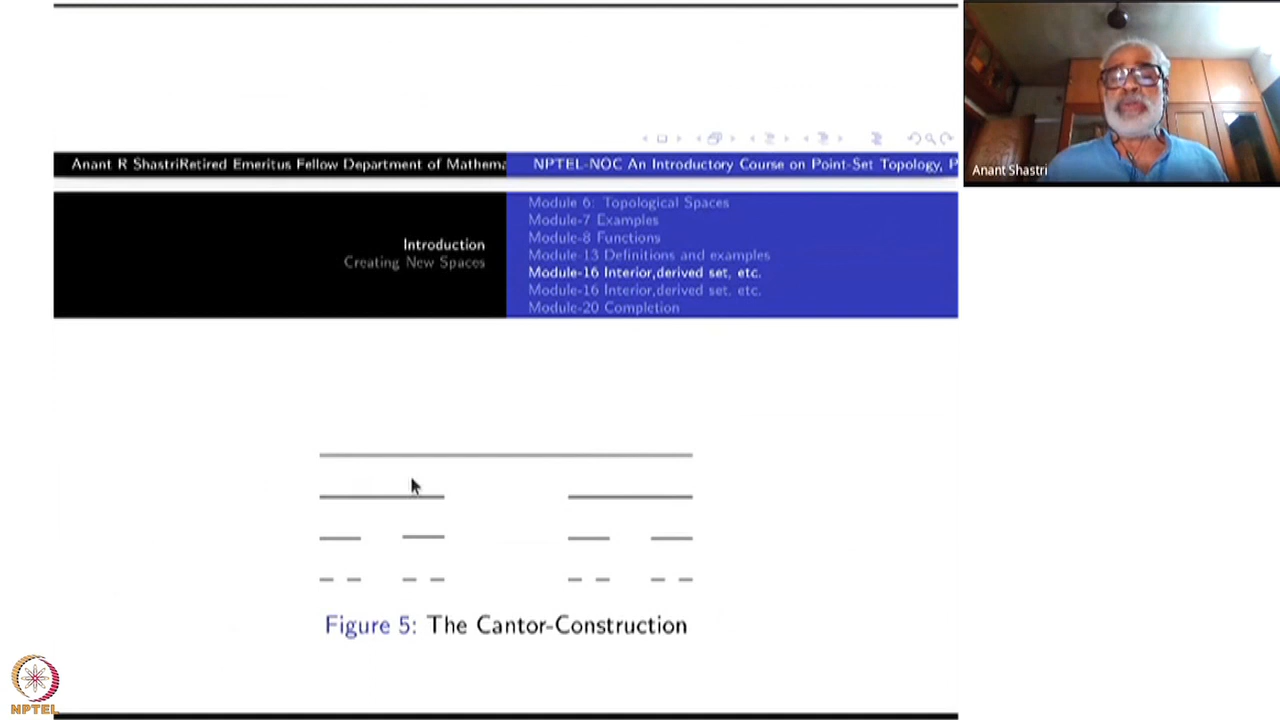 Anant R ShastriRetired Emeritus Fellow Department of Mathema
NPTEL-NOC An Introductory Course on Point-Set Topology, P
Introduction
Creating New Spaces
Module 6: Topological Spaces
Module-7 Examples
Module-8 Functions
Module-13 Definitions and examples
Module-16 Interior,derived set, etc.
Module-16 Interior,derived set, etc.
Module-20 Completion
Anant Shastri
Figure 5: The Cantor-Construction
NPTEL